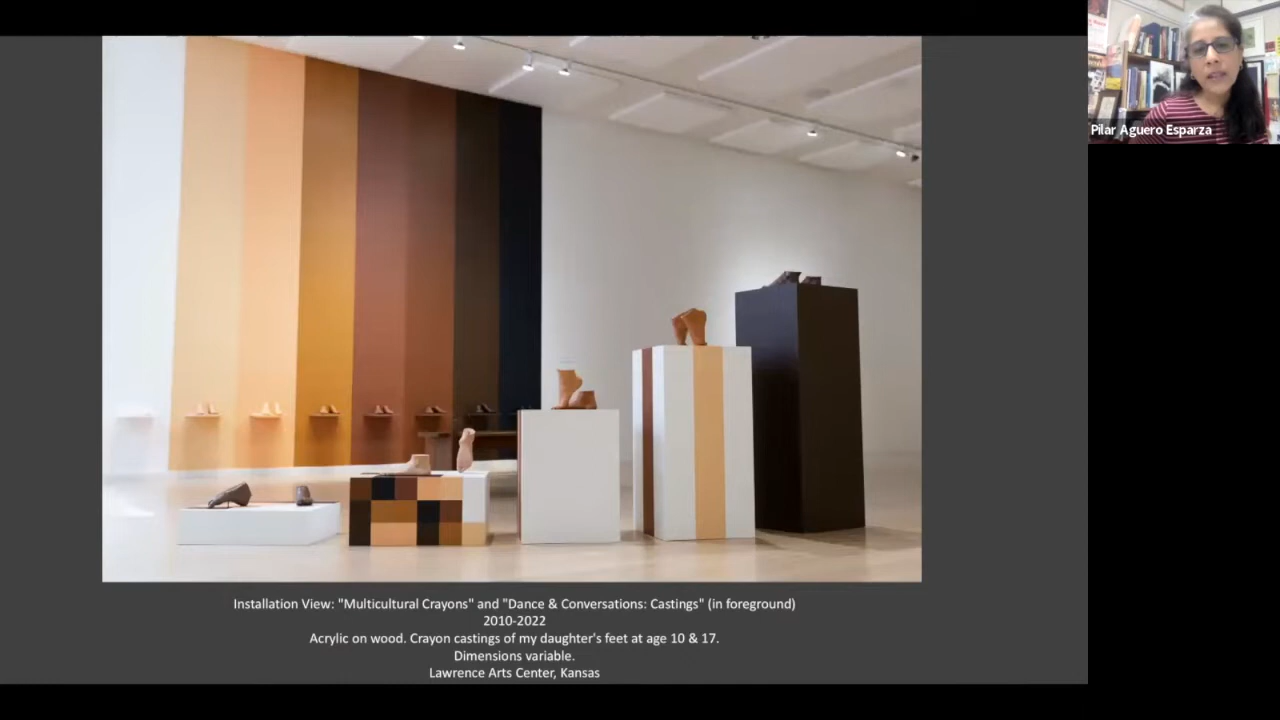 Pilar Aguero Esparza
Installation View: "Multicultural Crayons" and "Dance & Conversations: Castings" (in foreground)
2010-2022
Acrylic on wood. Crayon castings of my daughter's feet at age 10 & 17.
Dimensions variable.
Lawrence Arts Center, Kansas